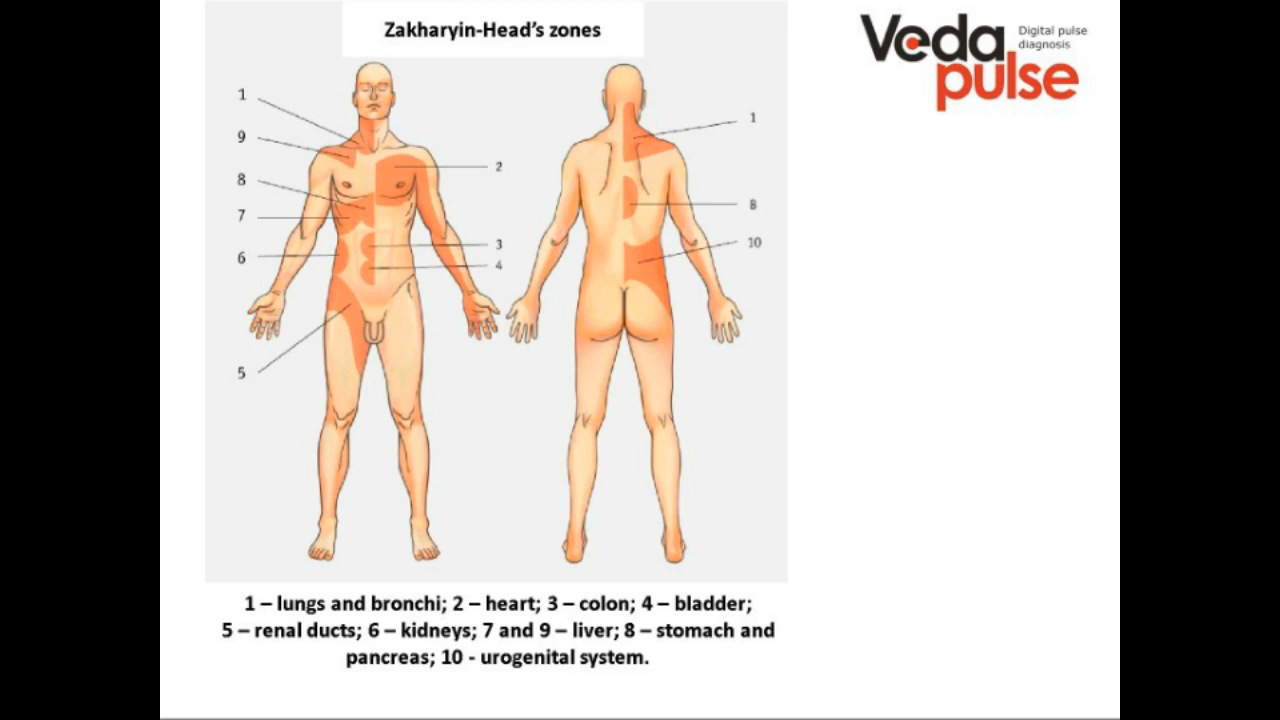 Zakharyin-Head's zones
Veda
pulse
Digital pulse
diagnosis
1
9
8
7
6
5
2
3
4
1
8
10
1 – lungs and bronchi; 2 – heart; 3 – colon; 4 – bladder;
5 – renal ducts; 6 – kidneys; 7 and 9 – liver; 8 – stomach and
pancreas; 10 - urogenital system.